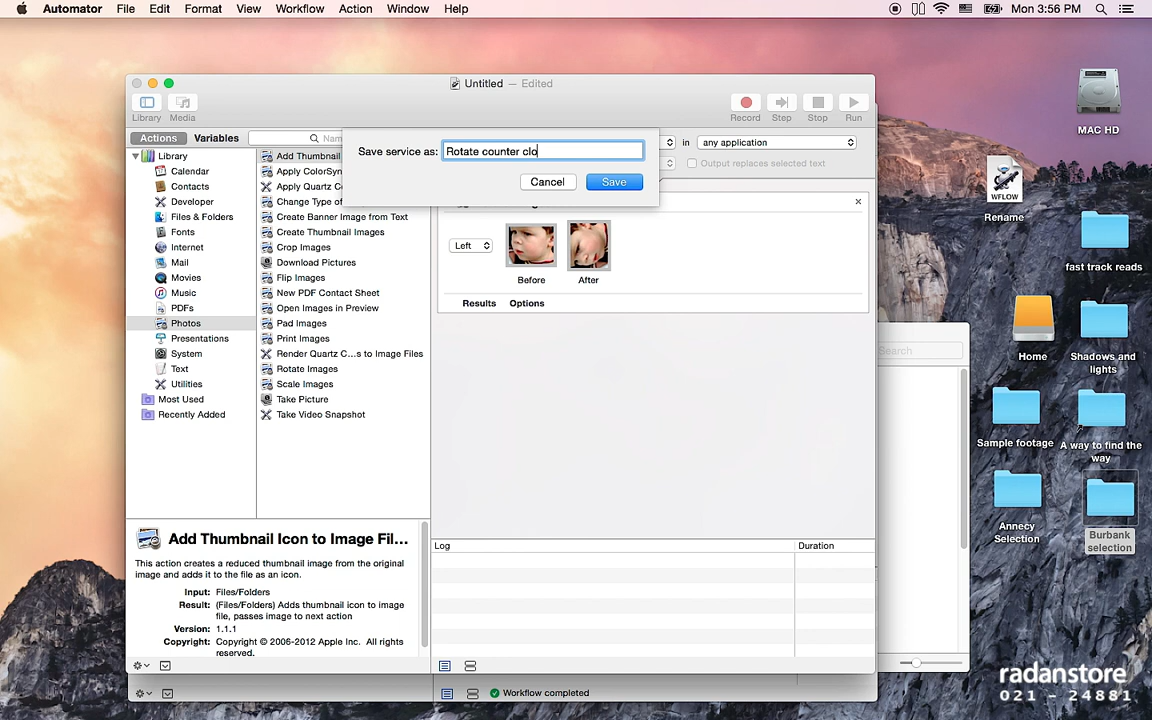 Automator File Edit Format View Workflow Action Window Help Mon 3:56 PM
Untitled — Edited
Library Media Record Step Stop Run
Actions Variables Nam in any application
Save service as: Rotate counter clo
Output replaces selected text
Cancel Save
Library
Calendar
Contacts
Developer
Files & Folders
Fonts
Internet
Mail
Movies
Music
PDFs
Photos
Presentations
System
Text
Utilities
Most Used
Recently Added
Add Thumbnail
Apply ColorSyn
Apply Quartz C
Change Type of
Create Banner Image from Text
Create Thumbnail Images
Crop Images
Download Pictures
Flip Images
New PDF Contact Sheet
Open Images in Preview
Pad Images
Print Images
Render Quartz C...s to Image Files
Rotate Images
Scale Images
Take Picture
Take Video Snapshot
Left
Before After
Results Options
Log Duration
Add Thumbnail Icon to Image Fil...
This action creates a reduced thumbnail image from the original
image and adds it to the file as an icon.
Input: Files/Folders
Result: (Files/Folders) Adds thumbnail icon to image
file, passes image to next action
Version: 1.1.1
Copyright: Copyright © 2006-2012 Apple Inc. All rights
reserved.
Workflow completed
Search
MAC HD
WFLOW
Rename
fast track reads
Home
Shadows and
lights
Sample footage
A way to find the
way
Annecy
Selection
Burbank
selection
radanstore
021 - 24881